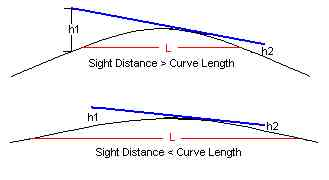 h1
L
h2
Sight Distance > Curve Length
h1
L
h2
Sight Distance < Curve Length